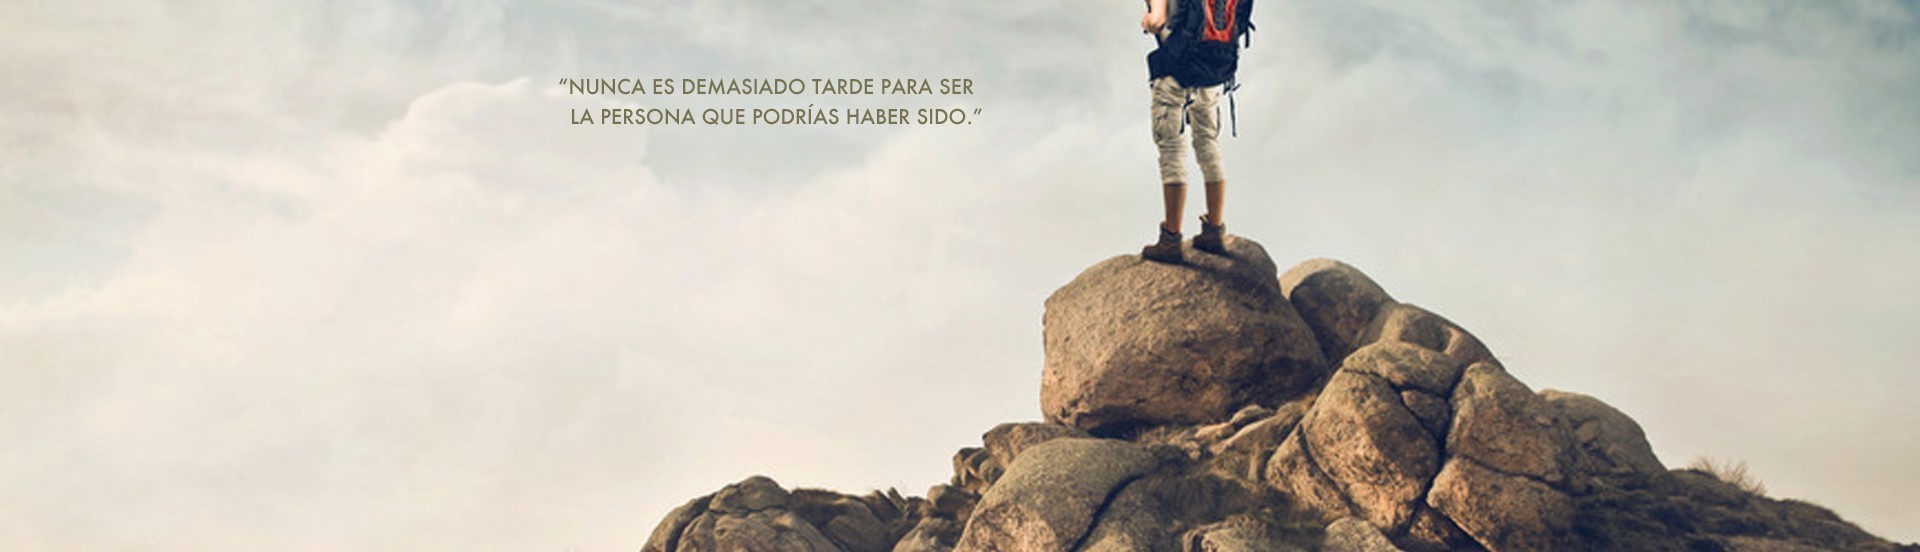 “NUNCA ES DEMASIADO TARDE PARA SER
LA PERSONA QUE PODRÍAS HABER SIDO.”